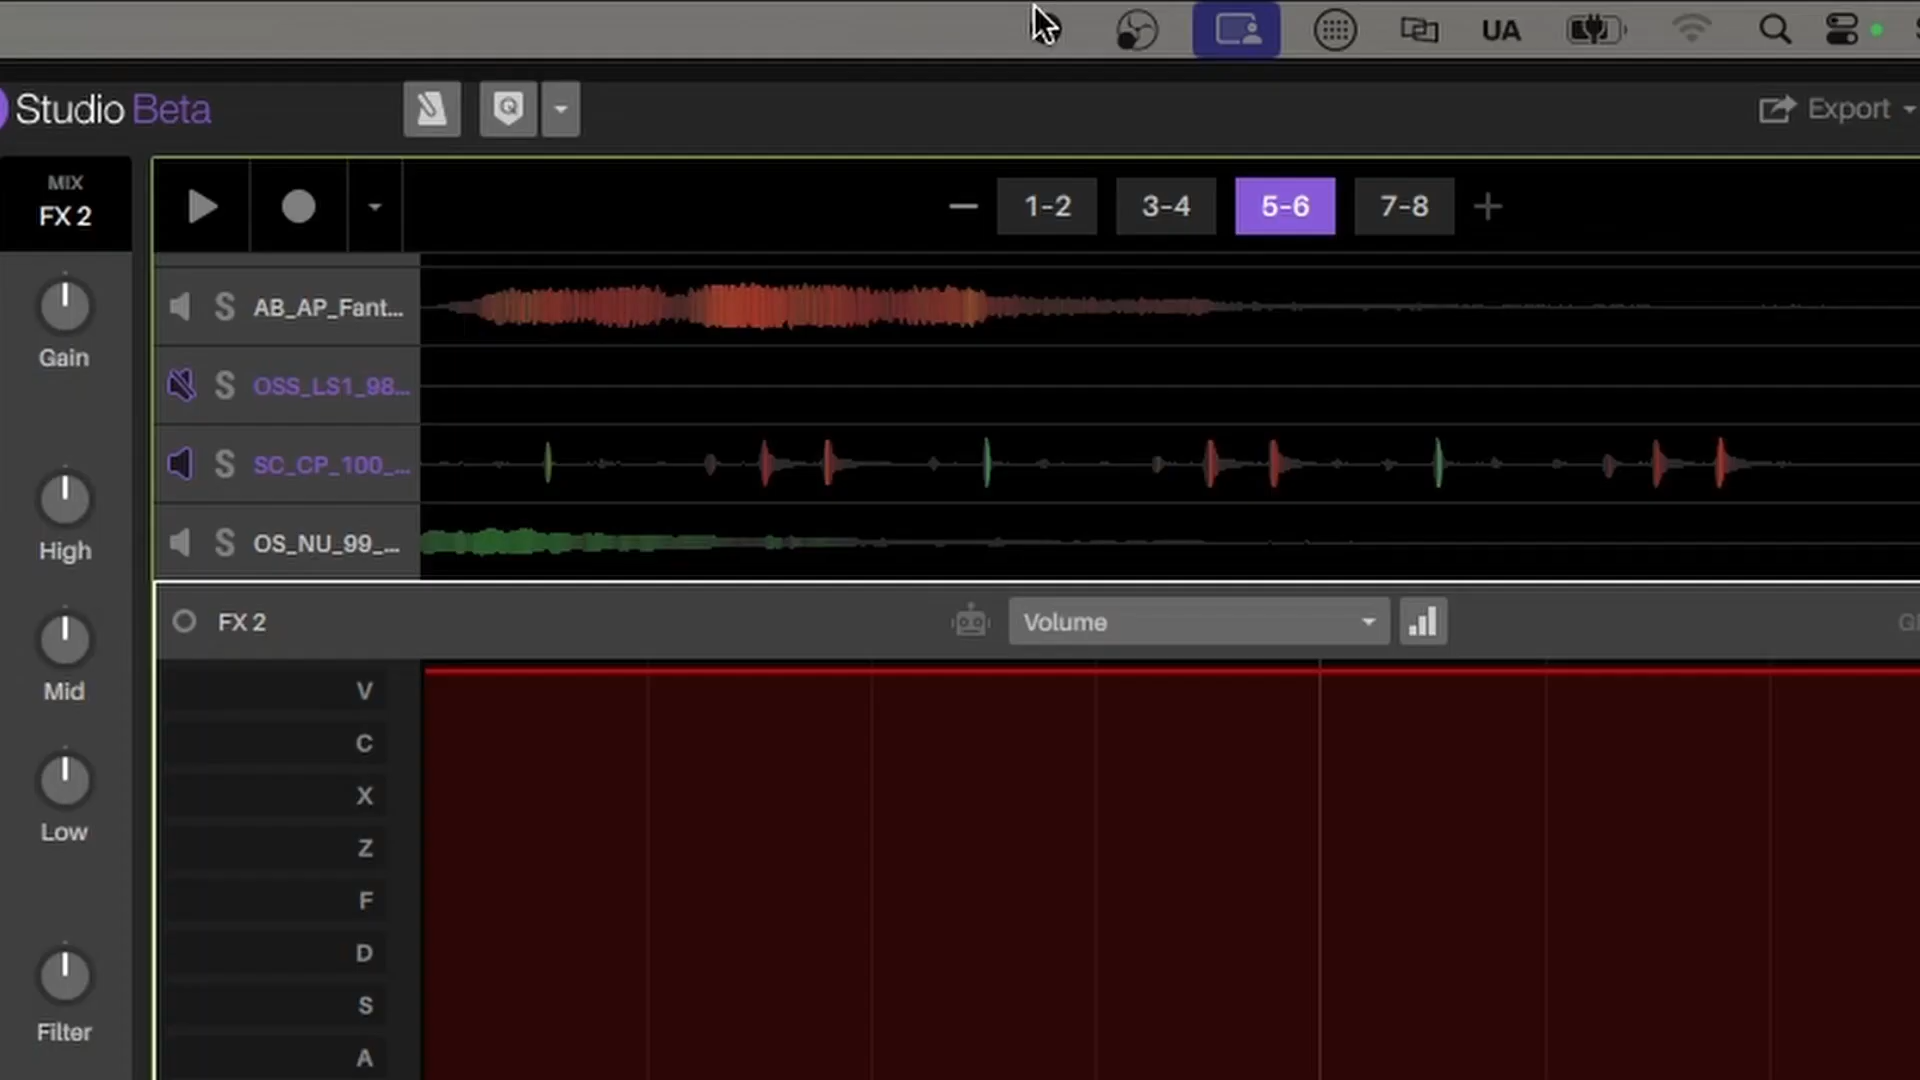 UA
Studio Beta
Export
MIX
FX 2
1-2
3-4
5-6
7-8
S AB_AP_Fant...
S OSS_LS1_98...
S SC_CP_100_...
S OS_NU_99_...
FX 2
Volume
Gain
High
Mid
Low
Filter
V
C
X
Z
F
D
S
A